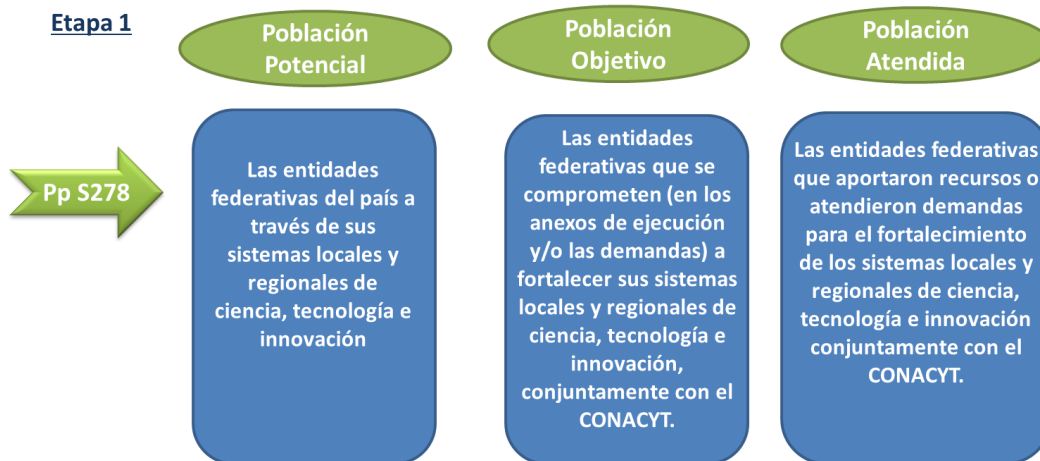 Etapa 1
Población
Potencial
Población
Objetivo
Población
Atendida
Pp S278
Las entidades
federativas del país a
través de sus
sistemas locales y
regionales de
ciencia, tecnología e
innovación
Las entidades
federativas que se
comprometen (en los
anexos de ejecución
y/o las demandas) a
fortalecer sus sistemas
locales y regionales de
ciencia, tecnología e
innovación,
conjuntamente con el
CONACYT.
Las entidades federativas
que aportaron recursos o
atendieron demandas
para el fortalecimiento
de los sistemas locales y
regionales de ciencia,
tecnología e innovación
conjuntamente con el
CONACYT.